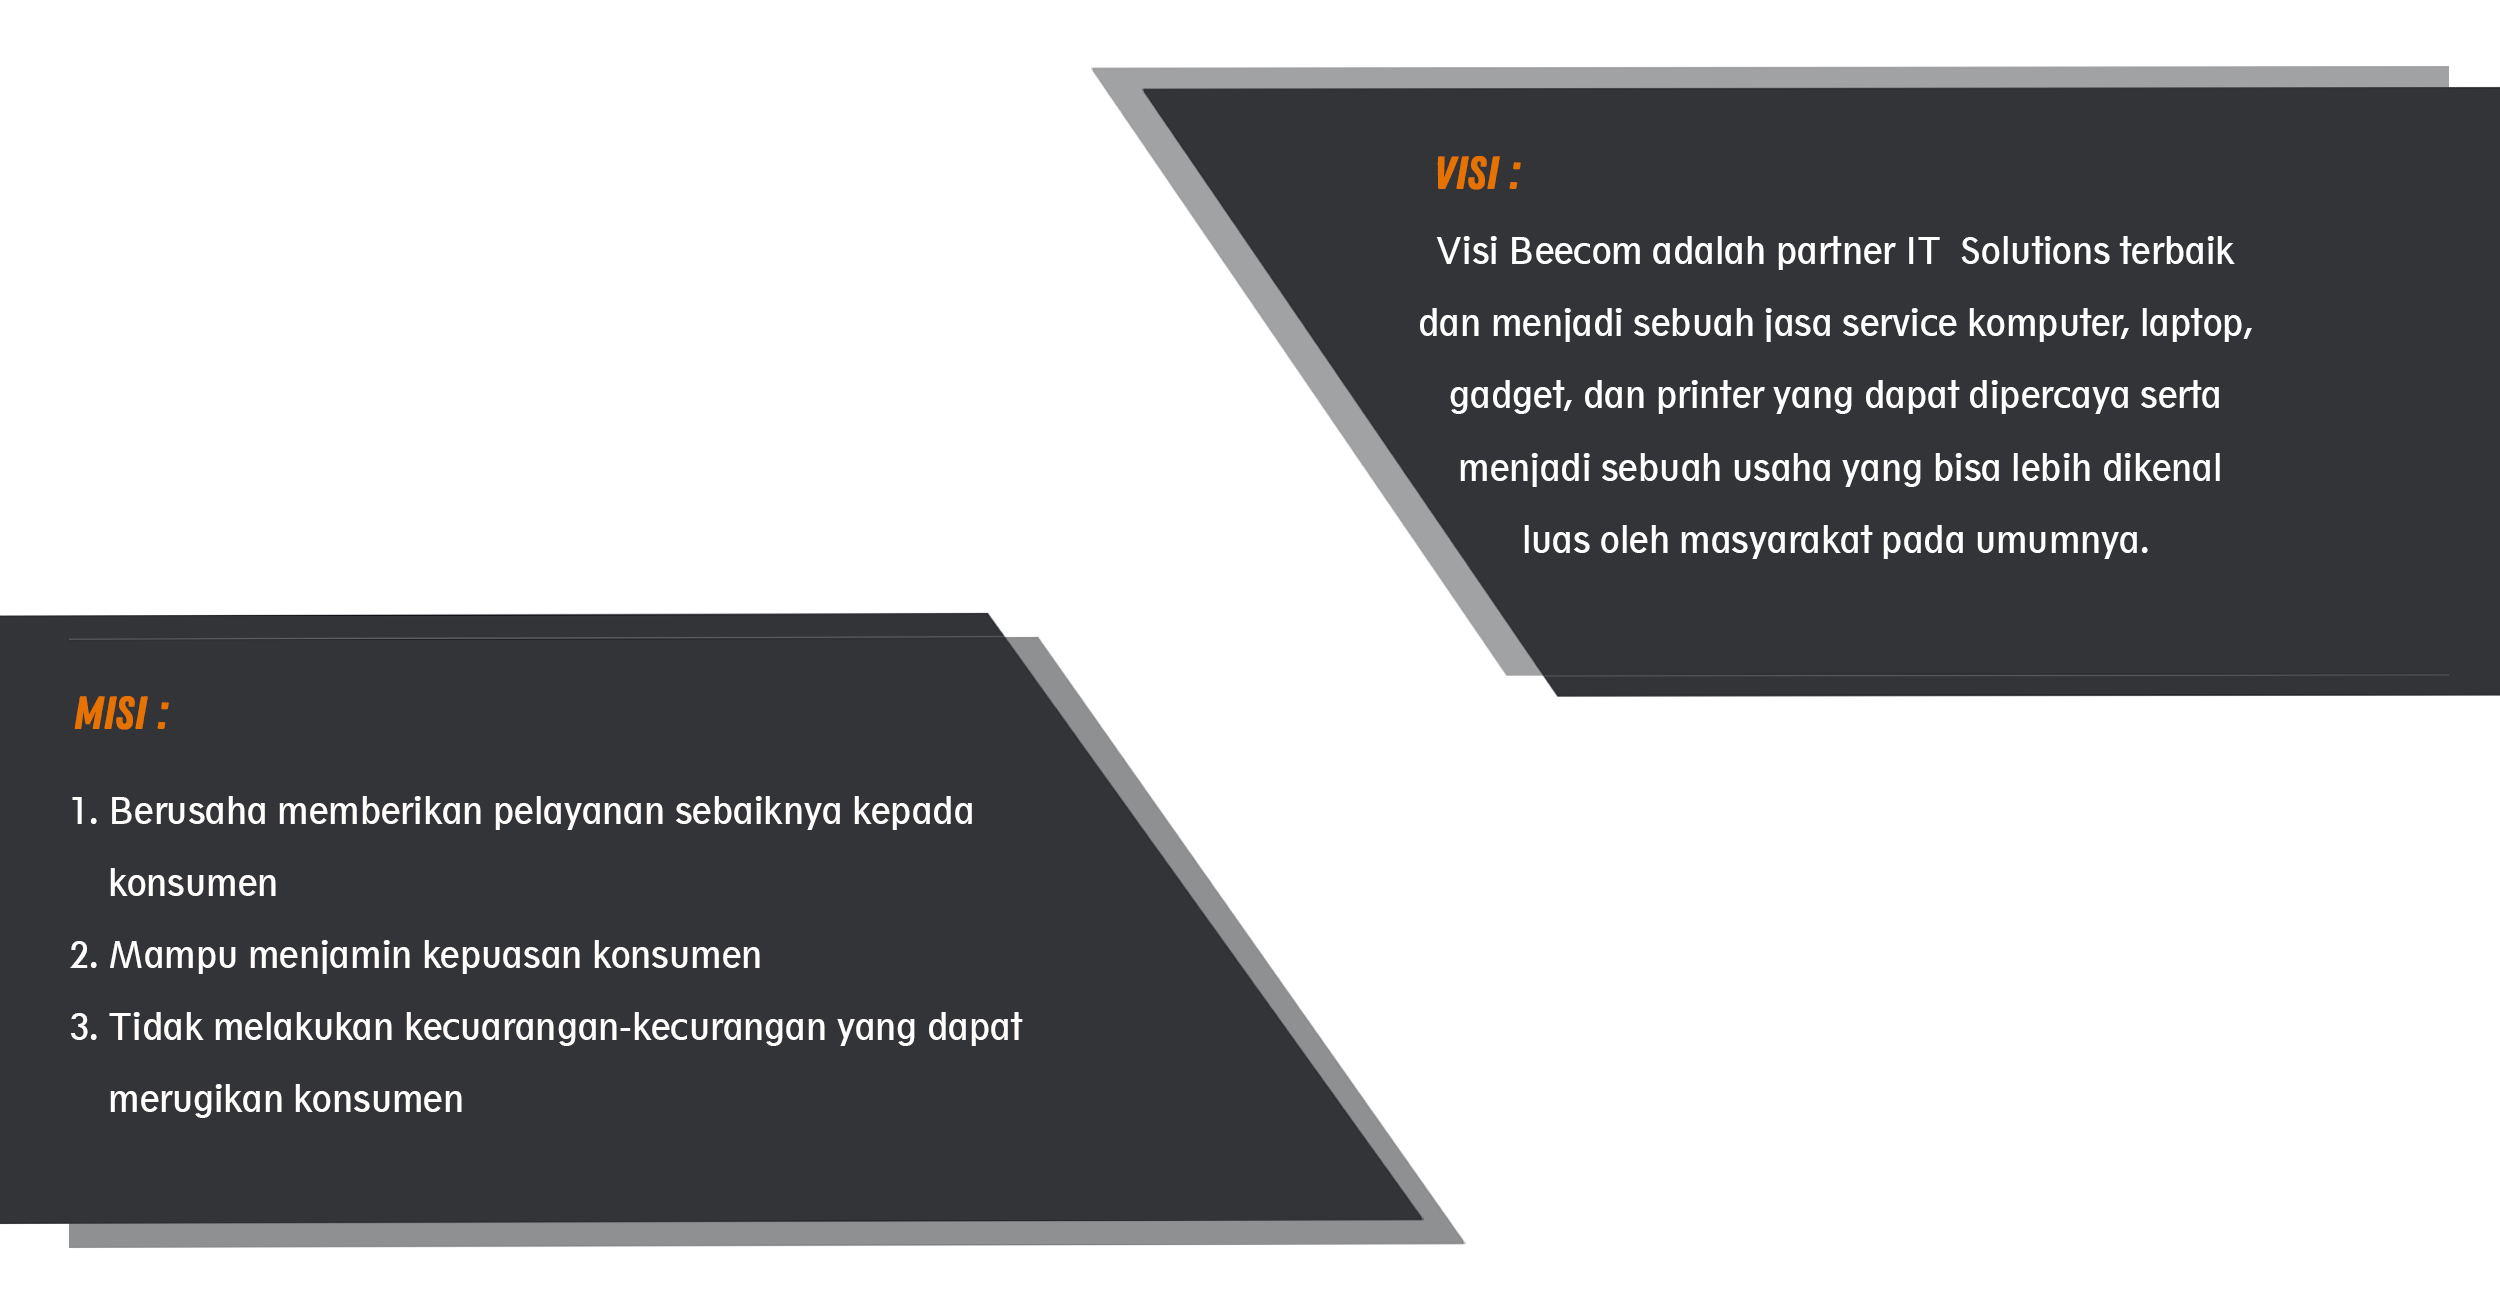 VISI :
Visi Beecom adalah partner IT  Solutions terbaik
dan menjadi sebuah jasa service komputer, laptop,
gadget, dan printer yang dapat dipercaya serta
menjadi sebuah usaha yang bisa lebih dikenal
luas oleh masyarakat pada umumnya.
MISI :
1. Berusaha memberikan pelayanan sebaiknya kepada
konsumen
2. Mampu menjamin kepuasan konsumen
3. Tidak melakukan kecuarangan-kecurangan yang dapat
merugikan konsumen